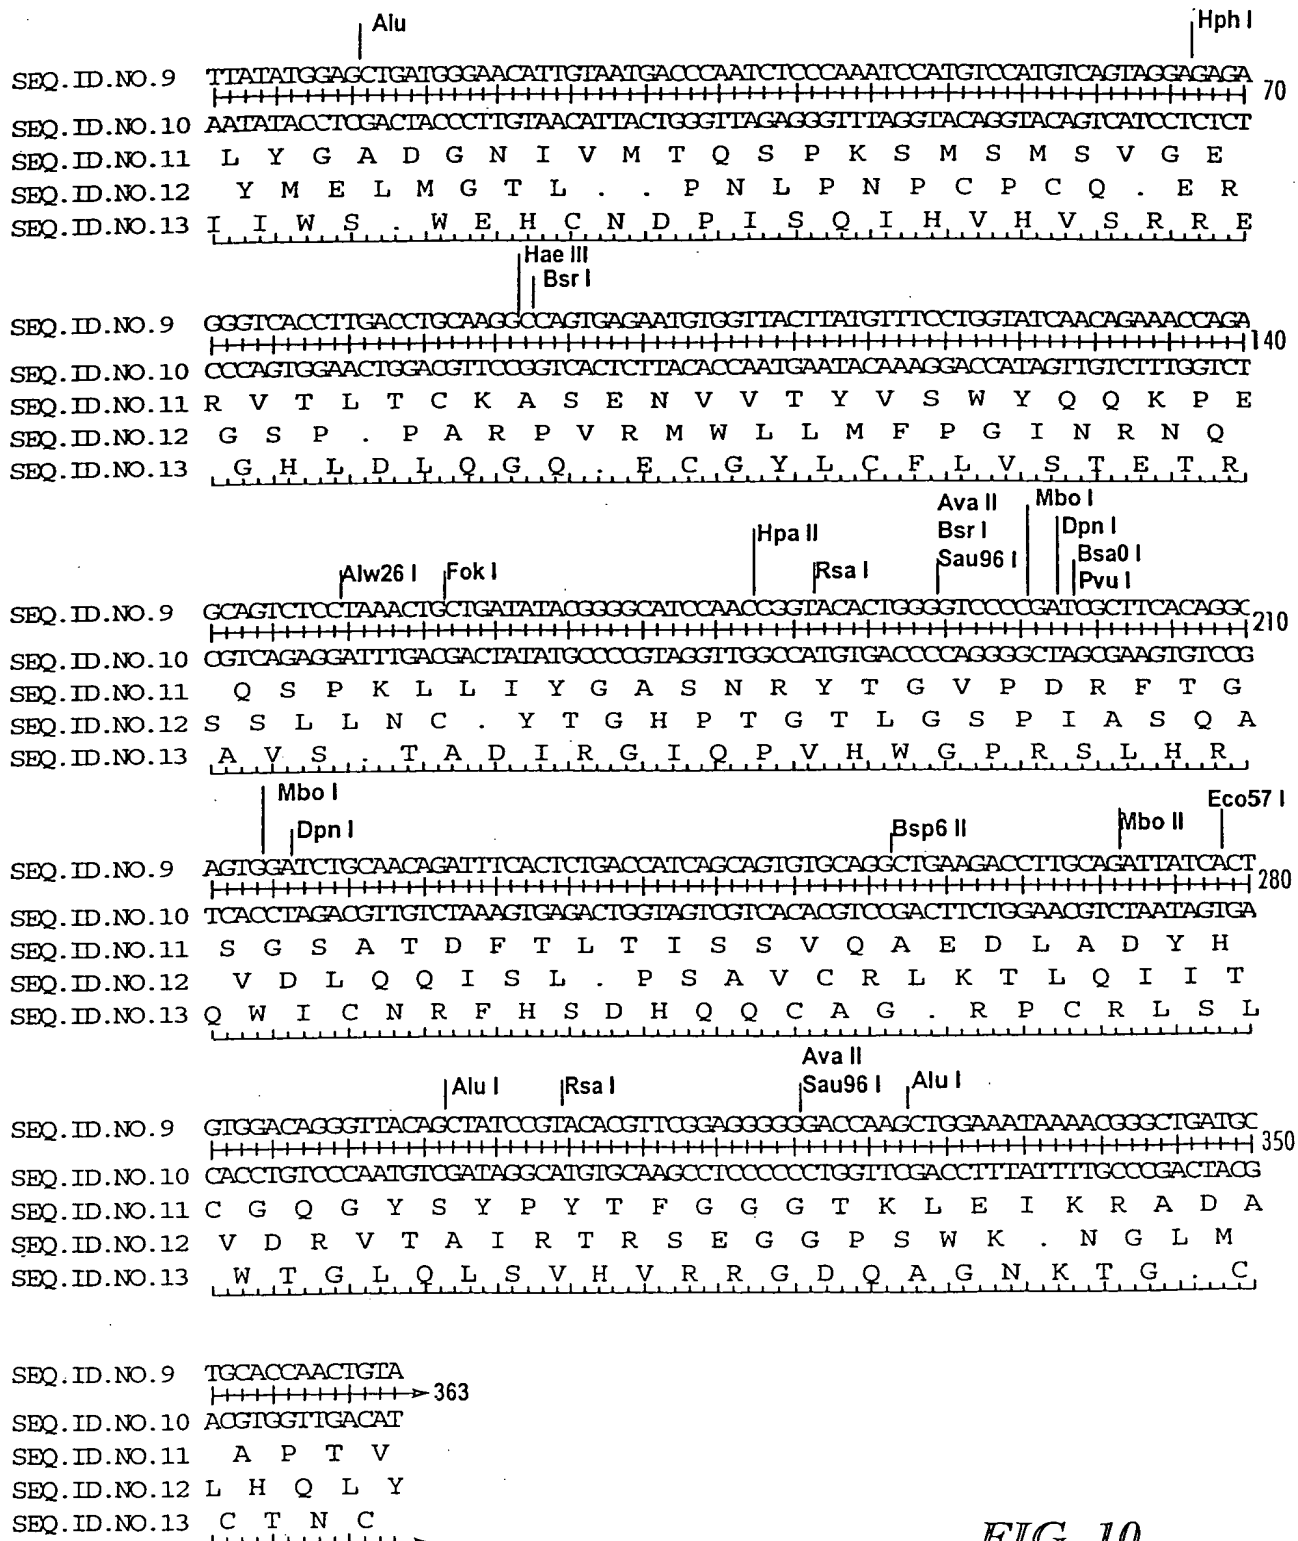 Alu Hph I
SEQ.ID.NO.9 TTATATGGAGCTGATGGGAACATTGTAATGACCCAATCTCCCAAATCCATGTCCATGTCAGTAGGAGAGA
70
SEQ.ID.NO.10 AATATACCTCGACTACCCTTGTAACATTACTGGGTTAGAGGGTTTAGGTACAGGTACAGTCATCCTCTCT
SEQ.ID.NO.11 L Y G A D G N I V M T Q S P K S M S M S V G E
SEQ.ID.NO.12 Y M E L M G T L . . P N L P N P C P C Q . E R
SEQ.ID.NO.13 I I W S . W E H C N D P I S Q I H V H V S R R E
Hae III
Bsr I
SEQ.ID.NO.9 GGGTCACCTTGACCTGCAAGGCCAGTGAGAATGTGGTTACTTATGTTTCCTGGTATCAACAGAAACCAGA
140
SEQ.ID.NO.10 CCCAGTGGAACTGGACGTTCCGGTCACTCTTACACCAATGAATACAAAGGACCATAGTTGTCTTTGGTCT
SEQ.ID.NO.11 R V T L T C K A S E N V V T Y V S W Y Q Q K P E
SEQ.ID.NO.12 G S P . P A R P V R M W L L M F P G I N R N Q
SEQ.ID.NO.13 G H L D L Q G Q . E C G Y L C F L V S T E T R
Ava II Mbo I
Hpa II Bsr I Dpn I
Alw26 I Fok I Rsa I Sau96 I BsaO I
Pvu I
SEQ.ID.NO.9 GCAGTCTCCTAAACTGCTGATATACGGGGCATCCAACCGGTACACTGGGGTCCCCGATCGCTTCACAGGC
210
SEQ.ID.NO.10 CGTCAGAGGATTTGACGACTATATGCCCCGTAGGTTGGCCATGTGACCCCAGGGGCTAGCGAAGTGTCCG
SEQ.ID.NO.11 Q S P K L L I Y G A S N R Y T G V P D R F T G
SEQ.ID.NO.12 S S L L N C . Y T G H P T G T L G S P I A S Q A
SEQ.ID.NO.13 A V S . T A D I R G I Q P V H W G P R S L H R
Mbo I Eco57 I
Dpn I Bsp6 II Mbo II
SEQ.ID.NO.9 AGTGGATCTGCAACAGATTTCACTCTGACCATCAGCAGTGTGCAGGCTGAAGACCTTGCAGATTATCACT
280
SEQ.ID.NO.10 TCACCTAGACGTTGTCTAAAGTGAGACTGGTAGTCGTCACACGTCCGACTTCTGGAACGTCTAATAGTGA
SEQ.ID.NO.11 S G S A T D F T L T I S S V Q A E D L A D Y H
SEQ.ID.NO.12 V D L Q Q I S L . P S A V C R L K T L Q I I T
SEQ.ID.NO.13 Q W I C N R F H S D H Q Q C A G . R P C R L S L
Ava II
Alu I Rsa I Sau96 I Alu I
SEQ.ID.NO.9 GTGGACAGGGTTACAGCTATCCGTACACGTTCGGAGGGGGGACCAAGCTGGAAATAAAACGGGCTGATGC
350
SEQ.ID.NO.10 CACCTGTCCCAATGTCGATAGGCATGTGCAAGCCTCCCCCCTGGTTCGACCTTTATTTTGCCCGACTACG
SEQ.ID.NO.11 C G Q G Y S Y P Y T F G G G T K L E I K R A D A
SEQ.ID.NO.12 V D R V T A I R T R S E G G P S W K . N G L M
SEQ.ID.NO.13 W T G L Q L S V H V R R G D Q A G N K T G . C
SEQ.ID.NO.9 TGCACCAACTGTA
363
SEQ.ID.NO.10 ACGTGGTTGACAT
SEQ.ID.NO.11 A P T V
SEQ.ID.NO.12 L H Q L Y
SEQ.ID.NO.13 C T N C
FIG. 10